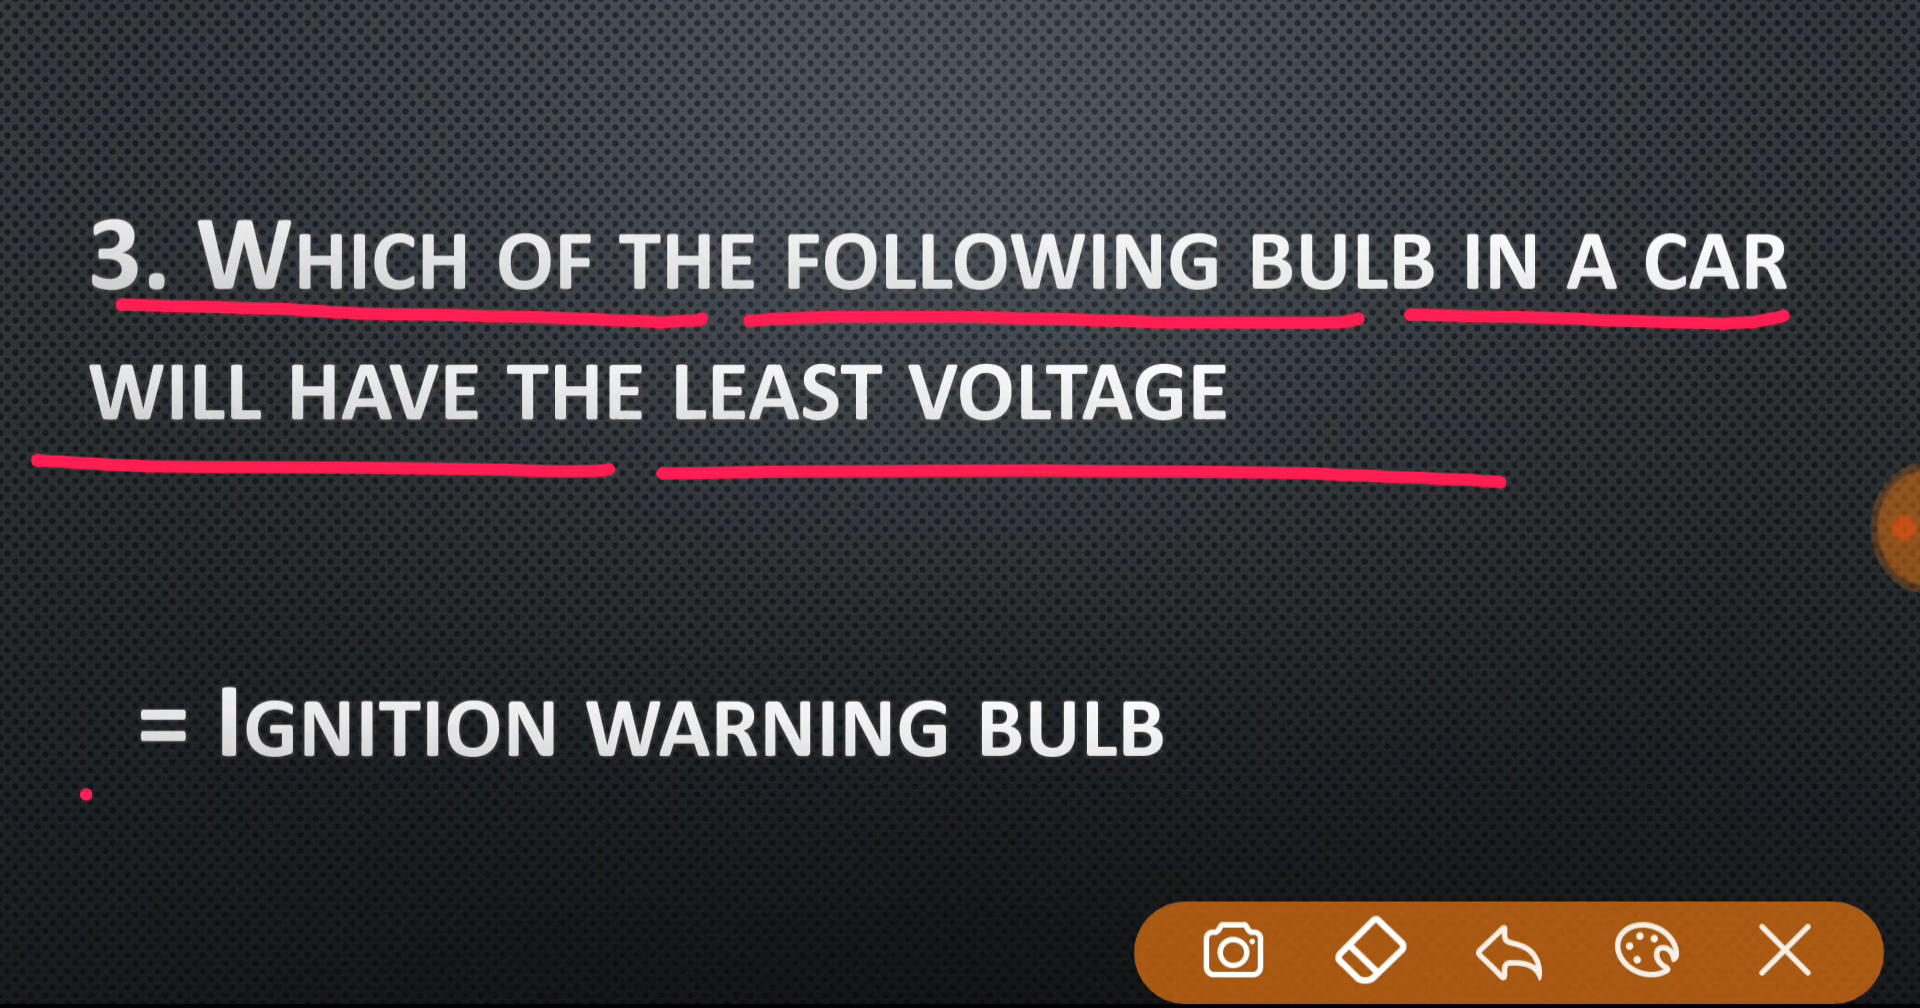 3. Which of the following bulb in a car
will have the least voltage
= Ignition warning bulb